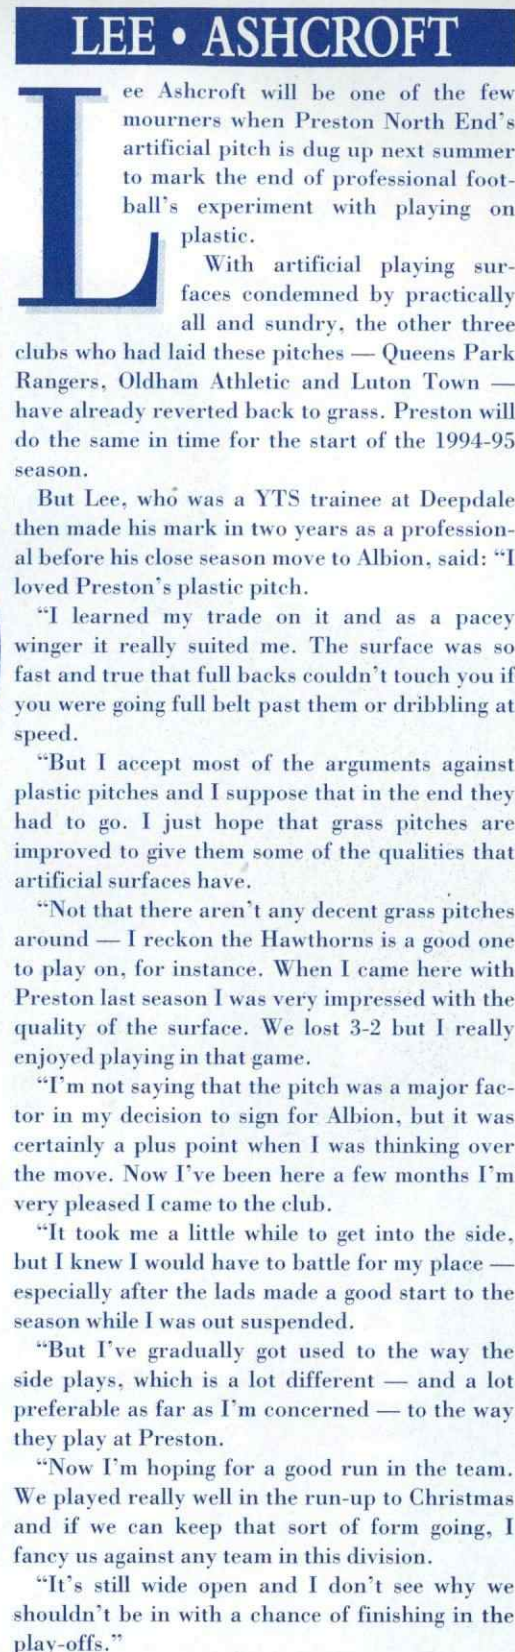 LEE • ASHCROFT
Lee Ashcroft will be one of the few
mourners when Preston North End's
artificial pitch is dug up next summer
to mark the end of professional foot-
ball's experiment with playing on
plastic.
With artificial playing sur-
faces condemned by practically
all and sundry, the other three
clubs who had laid these pitches — Queens Park
Rangers, Oldham Athletic and Luton Town —
have already reverted back to grass. Preston will
do the same in time for the start of the 1994-95
season.
But Lee, who was a YTS trainee at Deepdale
then made his mark in two years as a profession-
al before his close season move to Albion, said: “I
loved Preston's plastic pitch.
“I learned my trade on it and as a pacey
winger it really suited me. The surface was so
fast and true that full backs couldn't touch you if
you were going full belt past them or dribbling at
speed.
“But I accept most of the arguments against
plastic pitches and I suppose that in the end they
had to go. I just hope that grass pitches are
improved to give them some of the qualities that
artificial surfaces have.
“Not that there aren't any decent grass pitches
around — I reckon the Hawthorns is a good one
to play on, for instance. When I came here with
Preston last season I was very impressed with the
quality of the surface. We lost 3-2 but I really
enjoyed playing in that game.
“I'm not saying that the pitch was a major fac-
tor in my decision to sign for Albion, but it was
certainly a plus point when I was thinking over
the move. Now I've been here a few months I'm
very pleased I came to the club.
“It took me a little while to get into the side,
but I knew I would have to battle for my place —
especially after the lads made a good start to the
season while I was out suspended.
“But I've gradually got used to the way the
side plays, which is a lot different — and a lot
preferable as far as I'm concerned — to the way
they play at Preston.
“Now I'm hoping for a good run in the team.
We played really well in the run-up to Christmas
and if we can keep that sort of form going, I
fancy us against any team in this division.
“It's still wide open and I don't see why we
shouldn't be in with a chance of finishing in the
play-offs.”